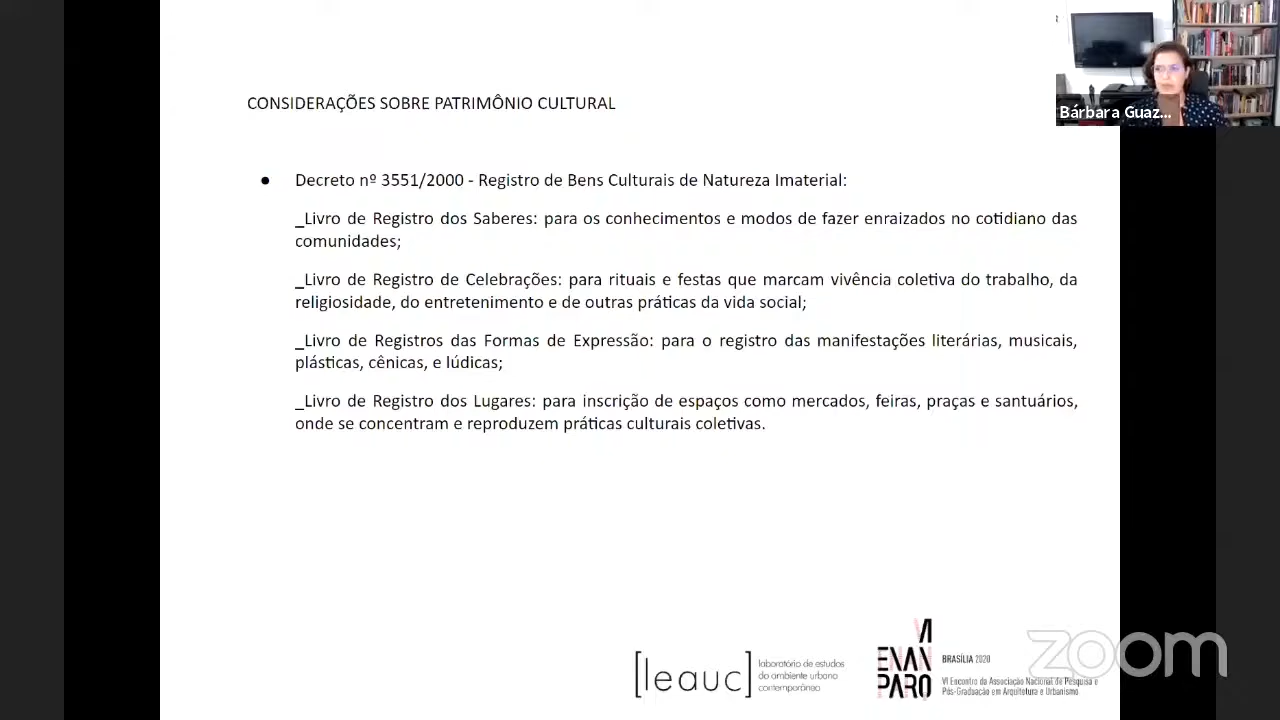 CONSIDERAÇÕES SOBRE PATRIMÔNIO CULTURAL
Bárbara Guaz...
● Decreto nº 3551/2000 - Registro de Bens Culturais de Natureza Imaterial:
_Livro de Registro dos Saberes: para os conhecimentos e modos de fazer enraizados no cotidiano das
comunidades;
_Livro de Registro de Celebrações: para rituais e festas que marcam vivência coletiva do trabalho, da
religiosidade, do entretenimento e de outras práticas da vida social;
_Livro de Registros das Formas de Expressão: para o registro das manifestações literárias, musicais,
plásticas, cênicas, e lúdicas;
_Livro de Registro dos Lugares: para inscrição de espaços como mercados, feiras, praças e santuários,
onde se concentram e reproduzem práticas culturais coletivas.
[leauc]
laboratório de estudos
do ambiente urbano
contemporâneo
VI
ENAN
PARQ
BRASÍLIA 2020
VI Encontro da Associação Nacional de Pesquisa e
Pós-Graduação em Arquitetura e Urbanismo
zoom